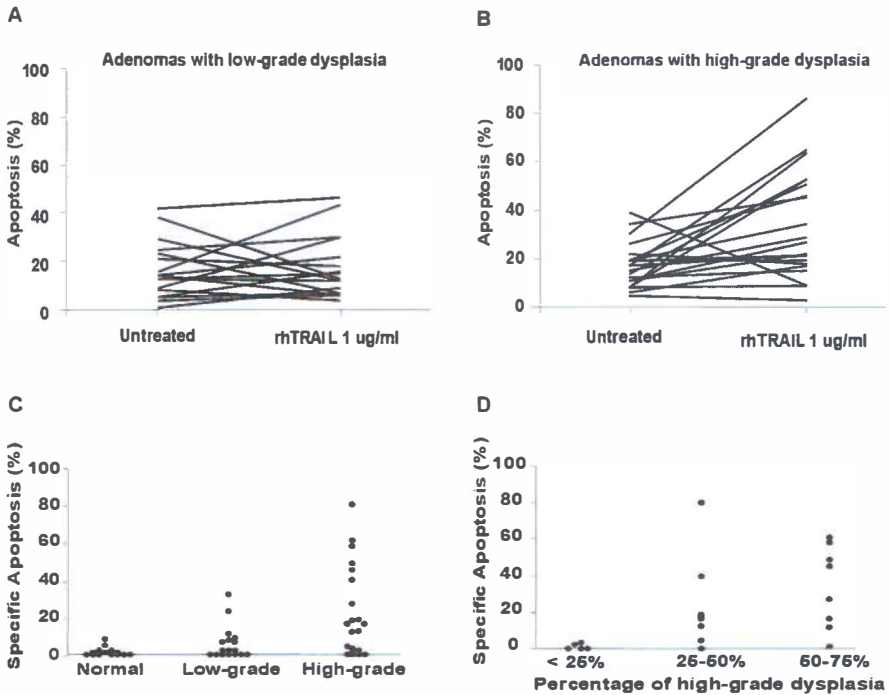 A
Adenomas with low-grade dysplasia
100
80
60
40
20
0
Apoptosis (%)
Untreated
rhTRAIL 1 ug/ml
B
Adenomas with high-grade dysplasia
100
80
60
40
20
0
Apoptosis (%)
Untreated
rhTRAIL 1 ug/ml
C
100
80
60
40
20
0
Specific Apoptosis (%)
Normal
Low-grade
High-grade
D
100
80
60
40
20
0
Specific Apoptosis (%)
< 25%
25-50%
50-75%
Percentage of high-grade dysplasia